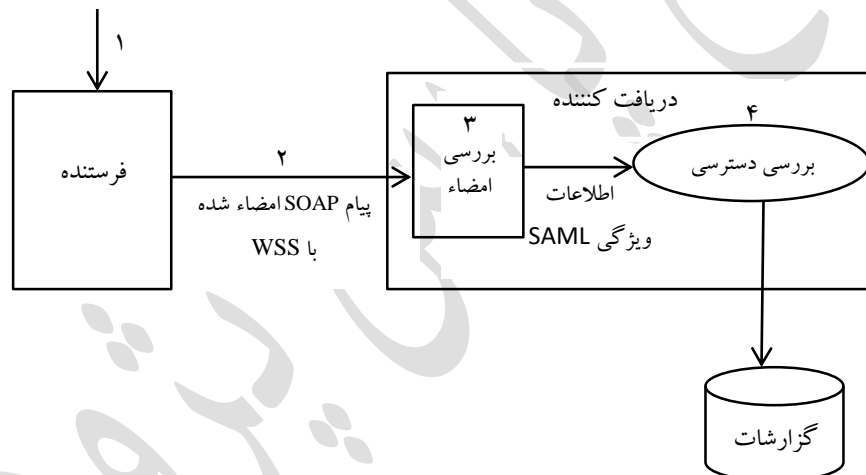 ۱
فرستنده
۲
پیام SOAP امضاء شده
با WSS
دریافت کننده
۳
بررسی
امضاء
اطلاعات
ویژگی SAML
۴
بررسی دسترسی
گزارشات